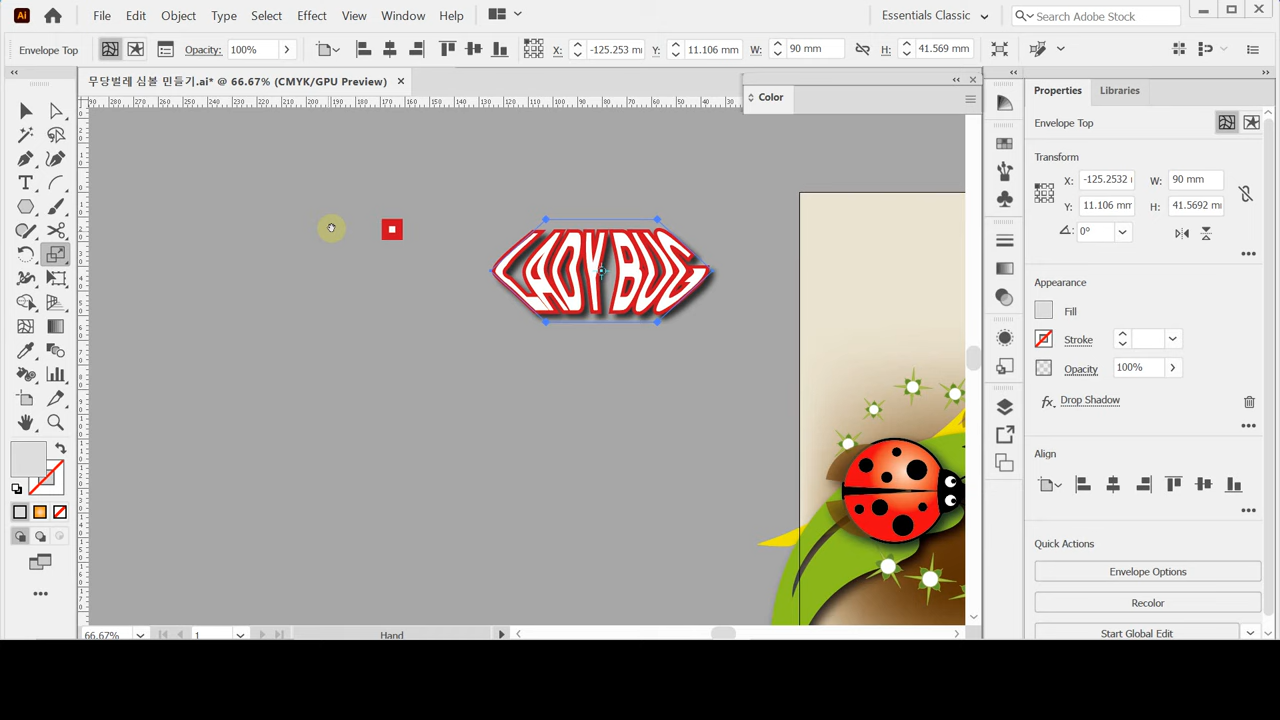 Ai File Edit Object Type Select Effect View Window Help Essentials Classic Search Adobe Stock
Envelope Top Opacity: 100% X: -125.253 m Y: 11.106 mm W: 90 mm H: 41.569 mm
무당벌레 심볼 민들기.ai* @ 66.67% (CMYK/GPU Preview)
Color
LADY BUG
Properties Libraries
Envelope Top
Transform
X: -125.2532 W: 90 mm
Y: 11.106 mm H: 41.5692 m
0°
Appearance
Fill
Stroke
Opacity 100%
fx Drop Shadow
Align
Quick Actions
Envelope Options
Recolor
Start Global Edit
66.67% 1 Hand